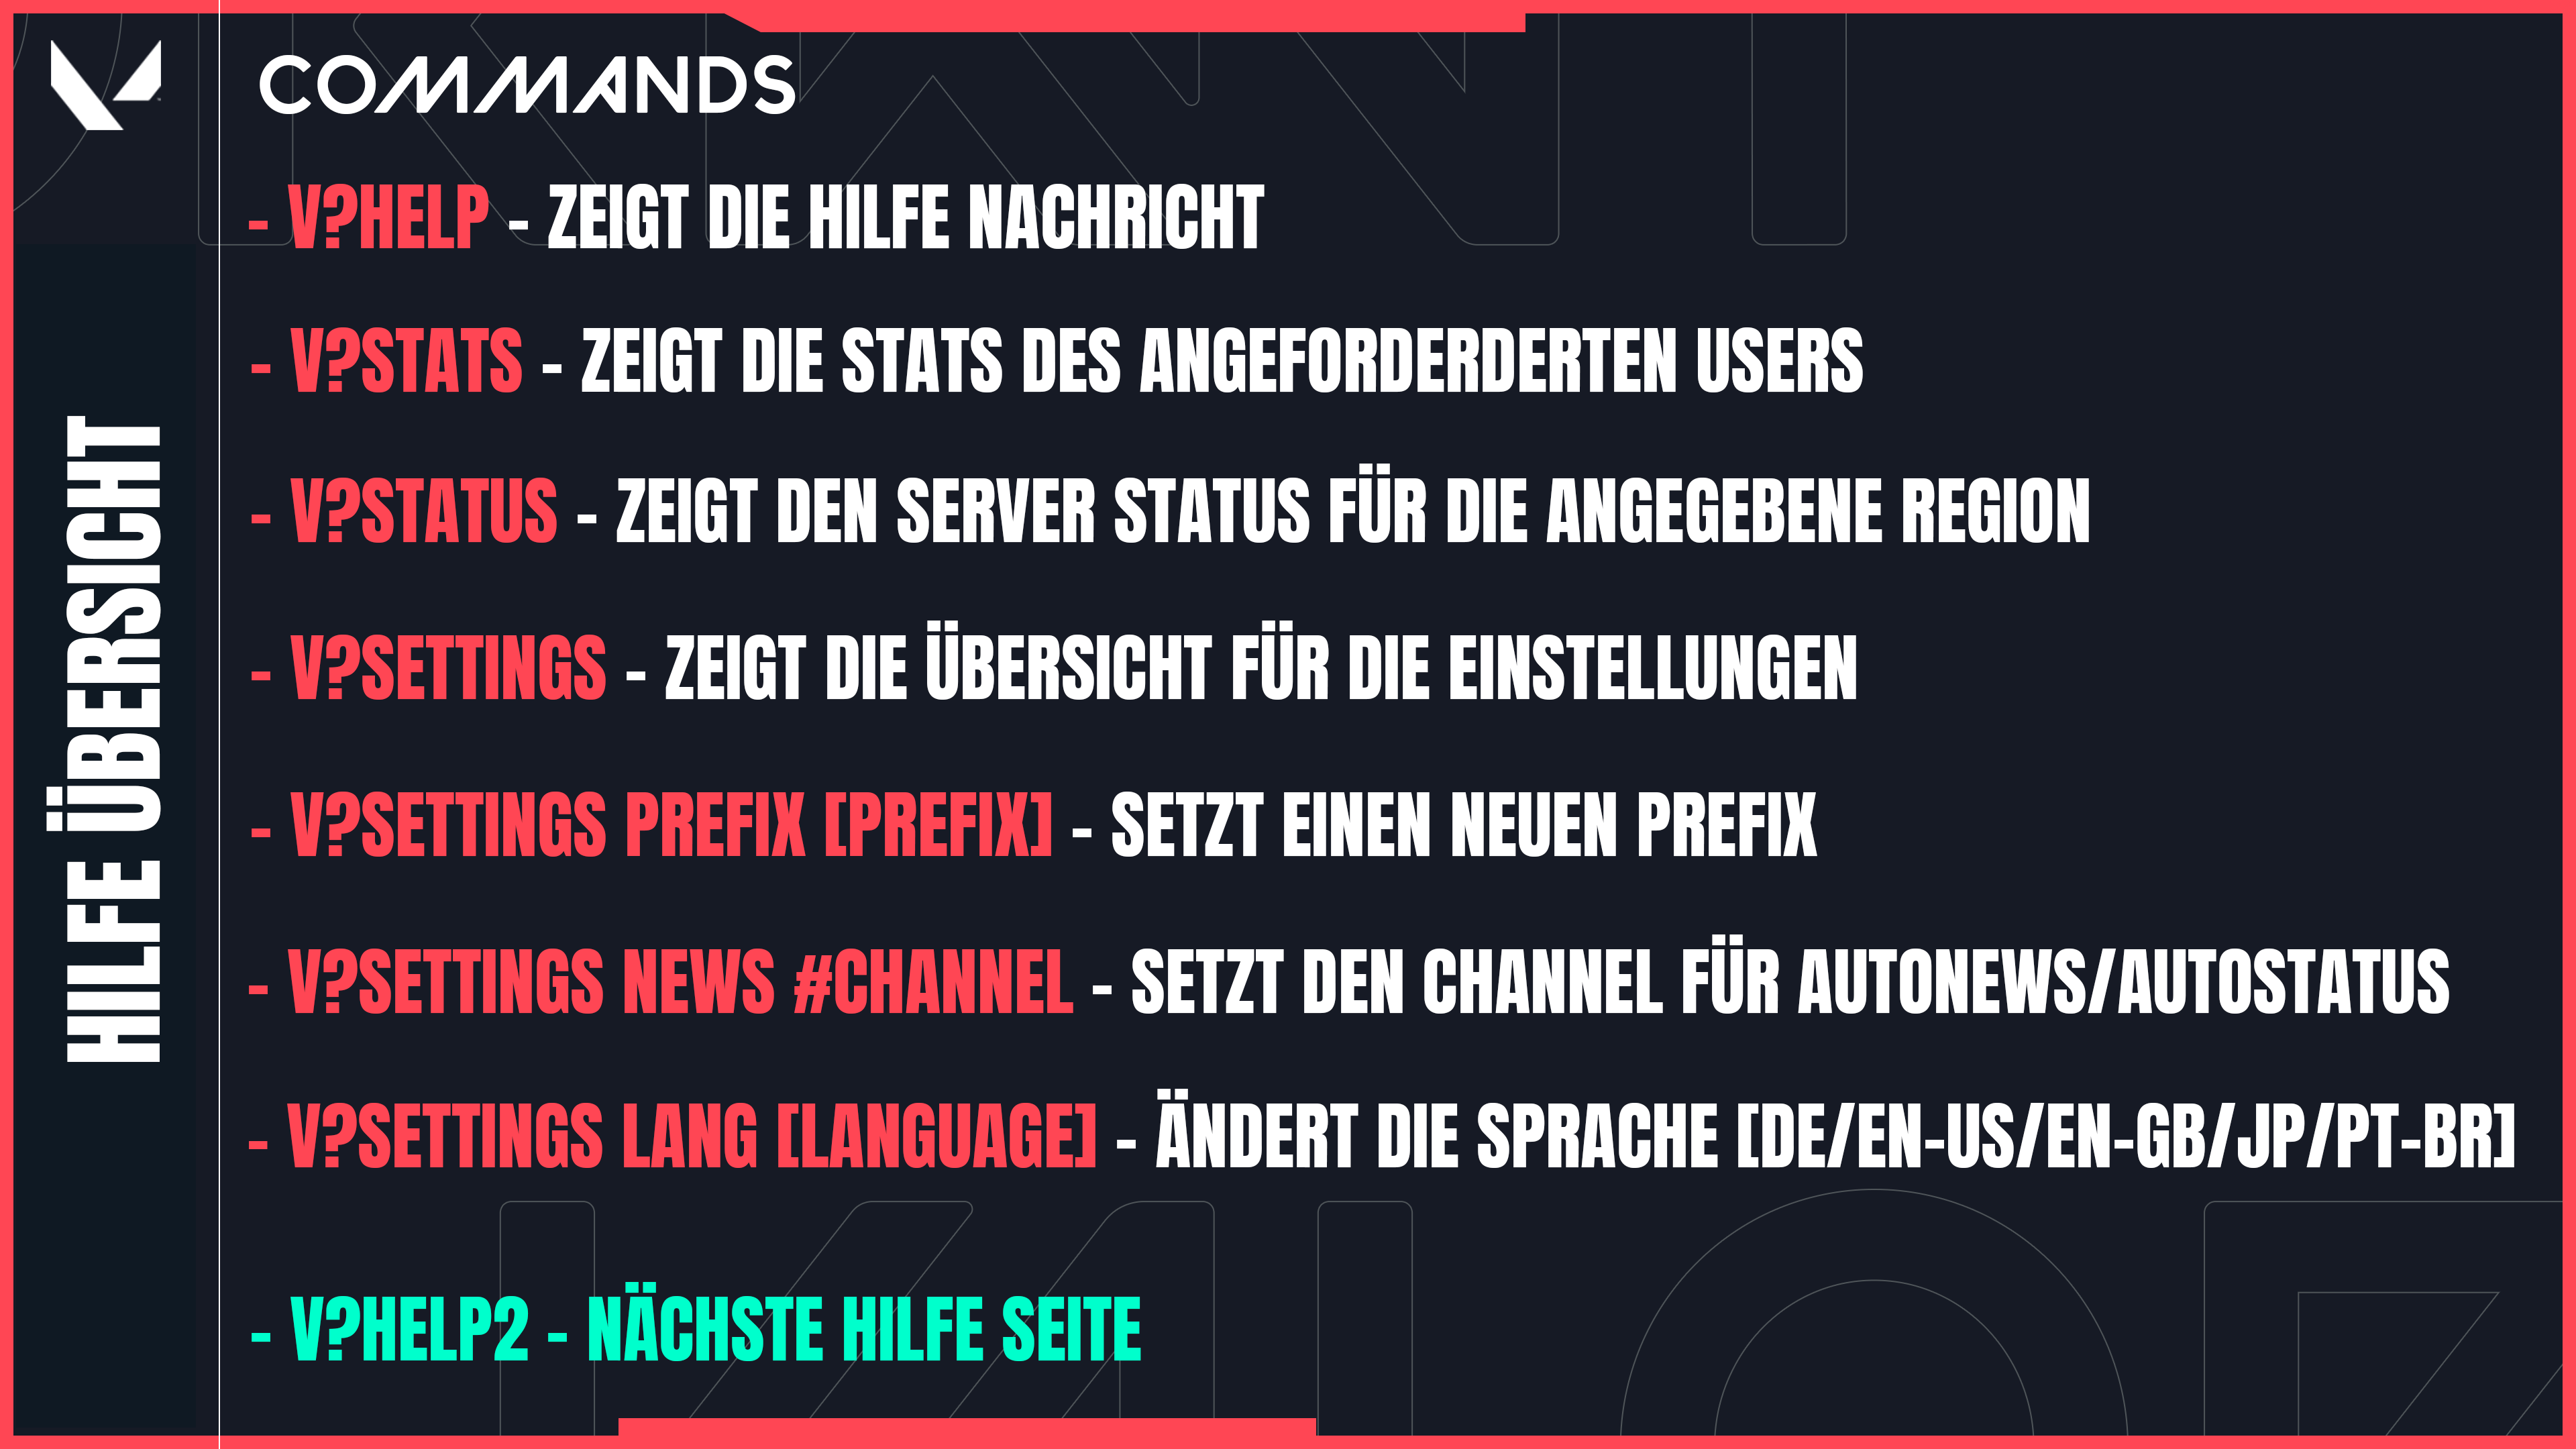 COMMANDS
- V?HELP - ZEIGT DIE HILFE NACHRICHT
- V?STATS - ZEIGT DIE STATS DES ANGEFORDERDERTEN USERS
- V?STATUS - ZEIGT DEN SERVER STATUS FÜR DIE ANGEGEBENE REGION
- V?SETTINGS - ZEIGT DIE ÜBERSICHT FÜR DIE EINSTELLUNGEN
- V?SETTINGS PREFIX [PREFIX] - SETZT EINEN NEUEN PREFIX
- V?SETTINGS NEWS #CHANNEL - SETZT DEN CHANNEL FÜR AUTONEWS/AUTOSTATUS
- V?SETTINGS LANG [LANGUAGE] - ÄNDERT DIE SPRACHE [DE/EN-US/EN-GB/JP/PT-BR]
- V?HELP2 - NÄCHSTE HILFE SEITE
HILFE ÜBERSICHT